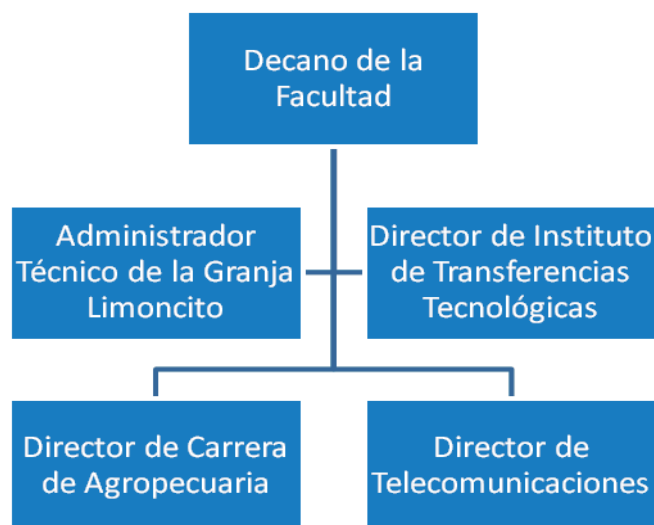 Decano de la
Facultad
Administrador
Técnico de la Granja
Limoncito
Director de Instituto
de Transferencias
Tecnológicas
Director de Carrera
de Agropecuaria
Director de
Telecomunicaciones